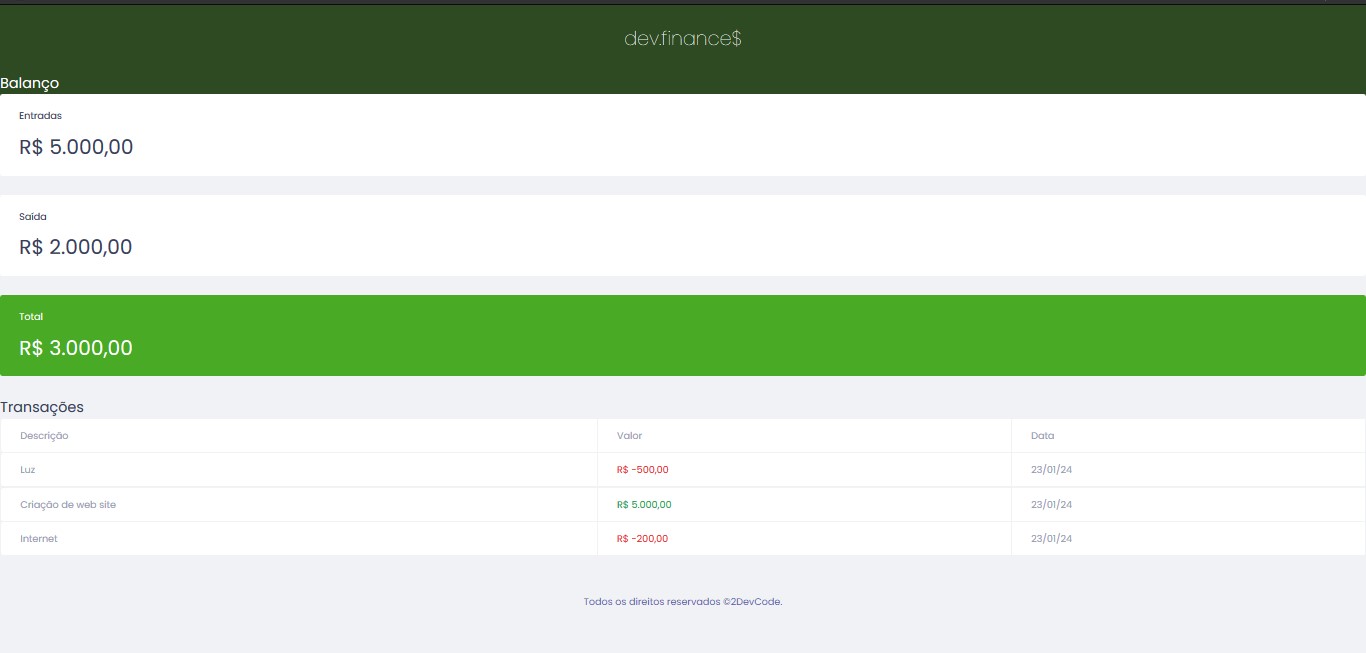 dev.finance$
Balanço
Entradas
R$ 5.000,00
Saída
R$ 2.000,00
Total
R$ 3.000,00
Transações
Descrição Valor Data
Luz R$ -500,00 23/01/24
Criação de web site R$ 5.000,00 23/01/24
Internet R$ -200,00 23/01/24
Todos os direitos reservados ©2DevCode.